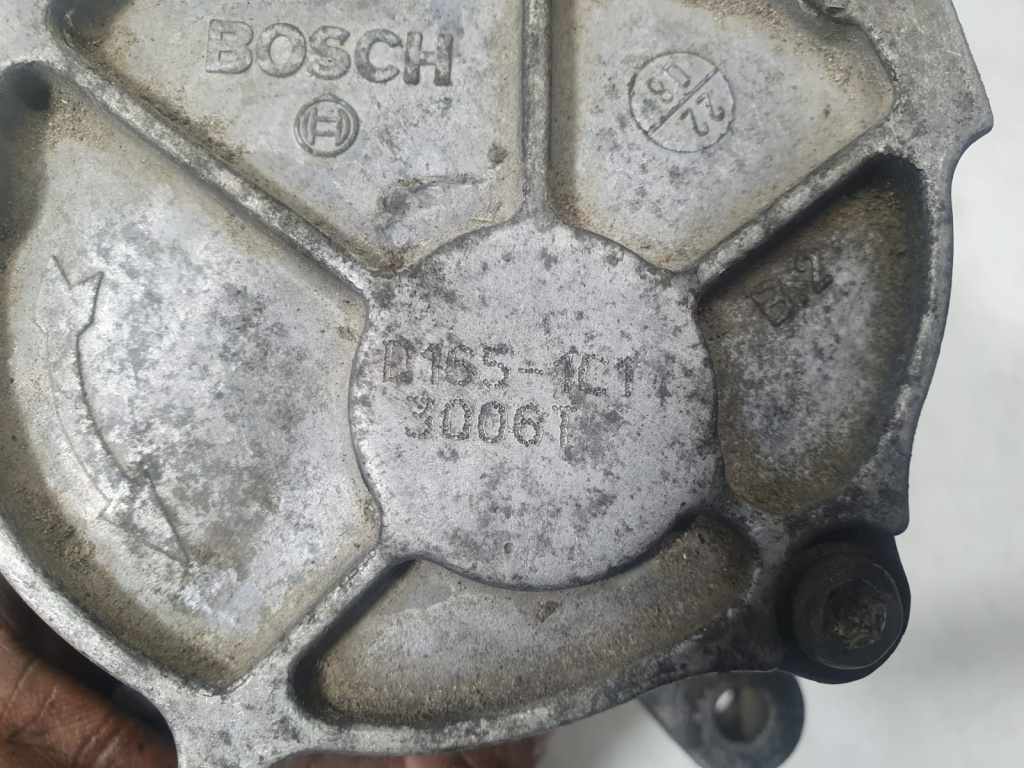 BOSCH
18
22
B.2
D165-1C1
3006T